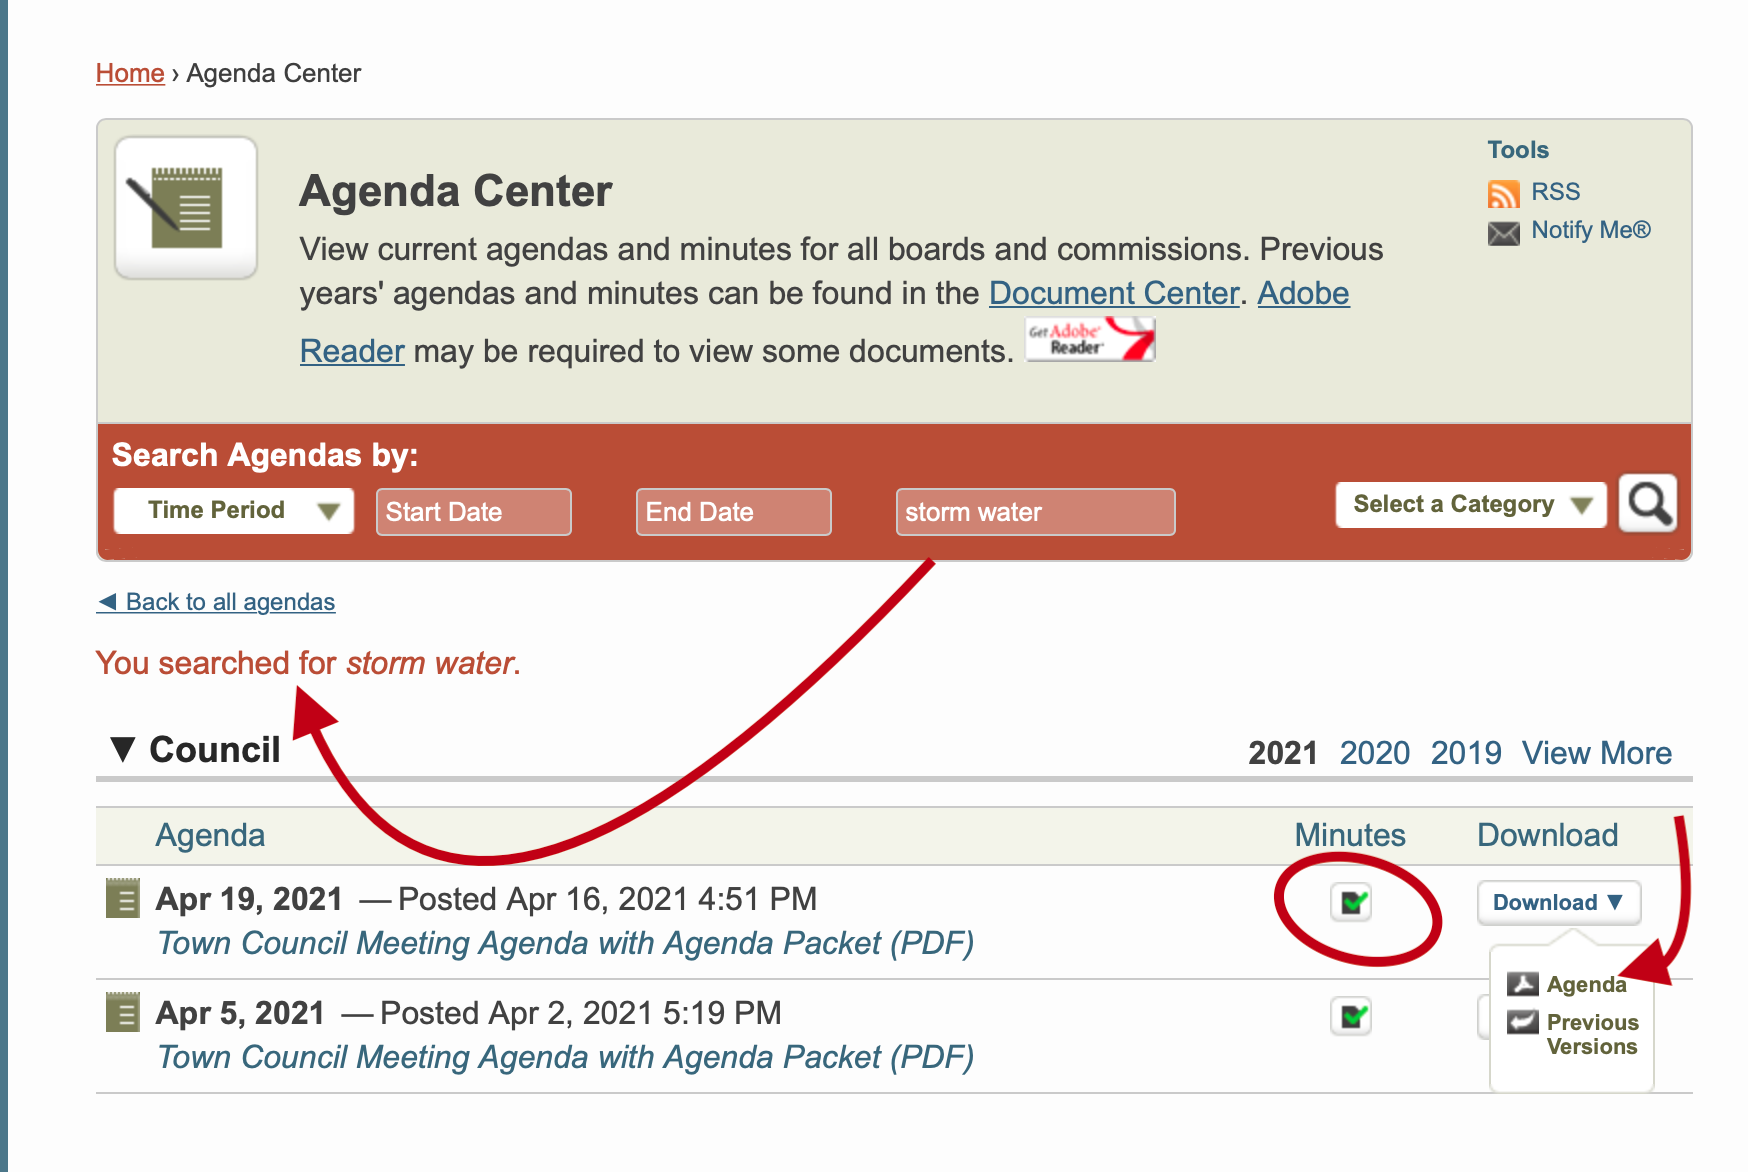 Home › Agenda Center
Tools
RSS
Notify Me®
Agenda Center
View current agendas and minutes for all boards and commissions. Previous
years' agendas and minutes can be found in the Document Center. Adobe
Reader may be required to view some documents.
Get Adobe®
Reader®
Search Agendas by:
Time Period ▼ Start Date End Date storm water Select a Category ▼
◄ Back to all agendas
You searched for storm water.
▼ Council 2021 2020 2019 View More
Agenda Minutes Download
Apr 19, 2021 — Posted Apr 16, 2021 4:51 PM Download ▼
Town Council Meeting Agenda with Agenda Packet (PDF)
Agenda
Previous
Versions
Apr 5, 2021 — Posted Apr 2, 2021 5:19 PM
Town Council Meeting Agenda with Agenda Packet (PDF)